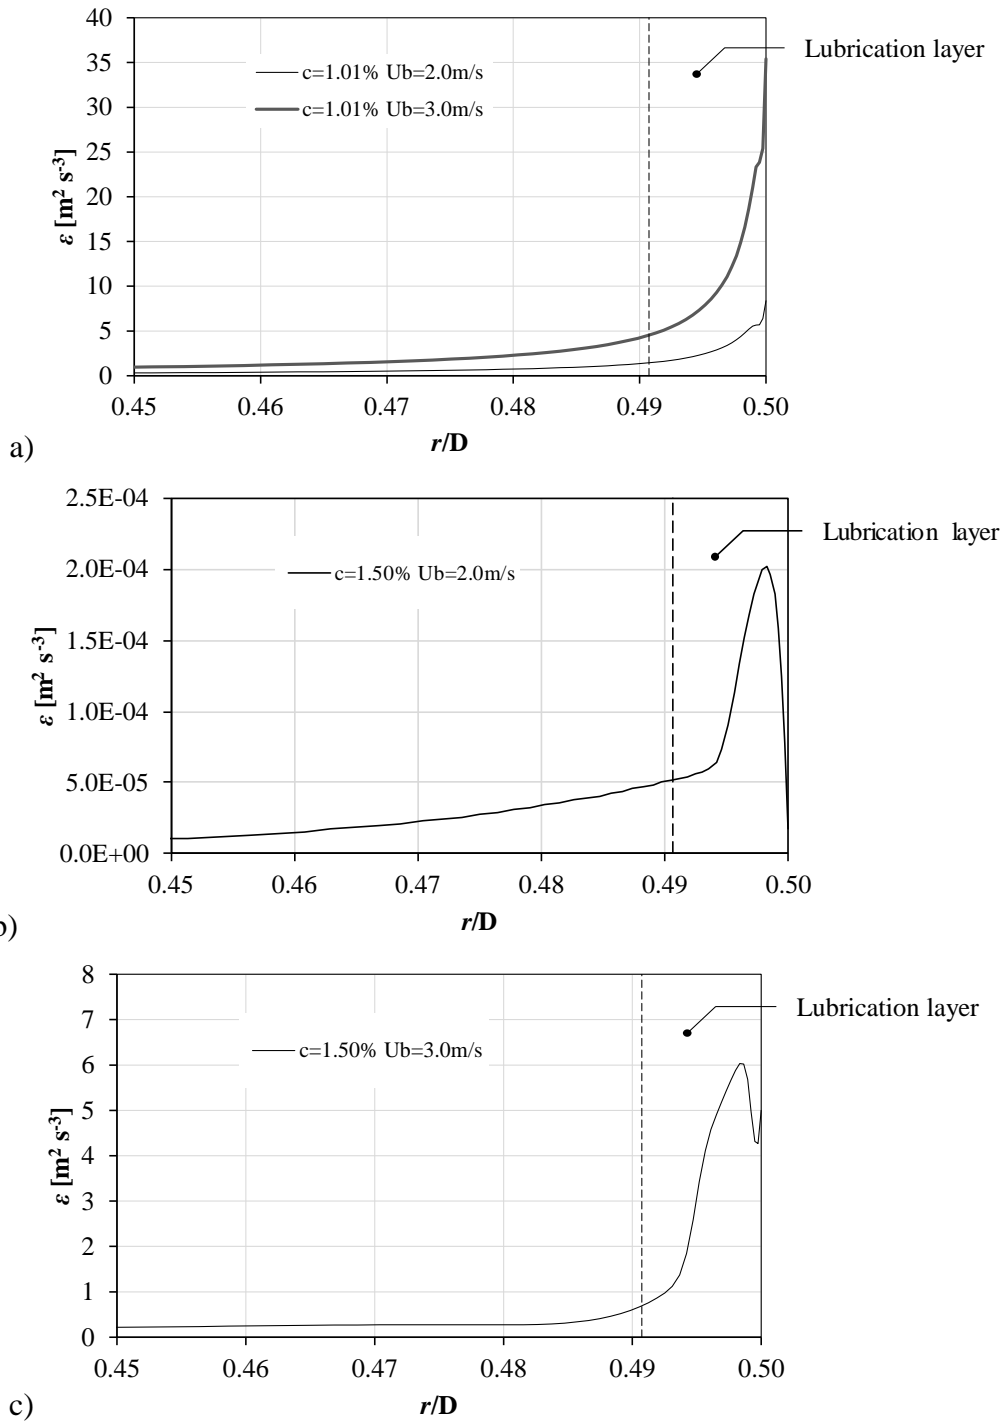 40
35
30
25
20
15
10
5
0
ε [m² s⁻³]
c=1.01% Ub=2.0m/s
c=1.01% Ub=3.0m/s
Lubrication layer
0.45 0.46 0.47 0.48 0.49 0.50
r/D
a)
2.5E-04
2.0E-04
1.5E-04
1.0E-04
5.0E-05
0.0E+00
ε [m² s⁻³]
c=1.50% Ub=2.0m/s
Lubrication layer
0.45 0.46 0.47 0.48 0.49 0.50
r/D
b)
8
7
6
5
4
3
2
1
0
ε [m² s⁻³]
c=1.50% Ub=3.0m/s
Lubrication layer
0.45 0.46 0.47 0.48 0.49 0.50
r/D
c)